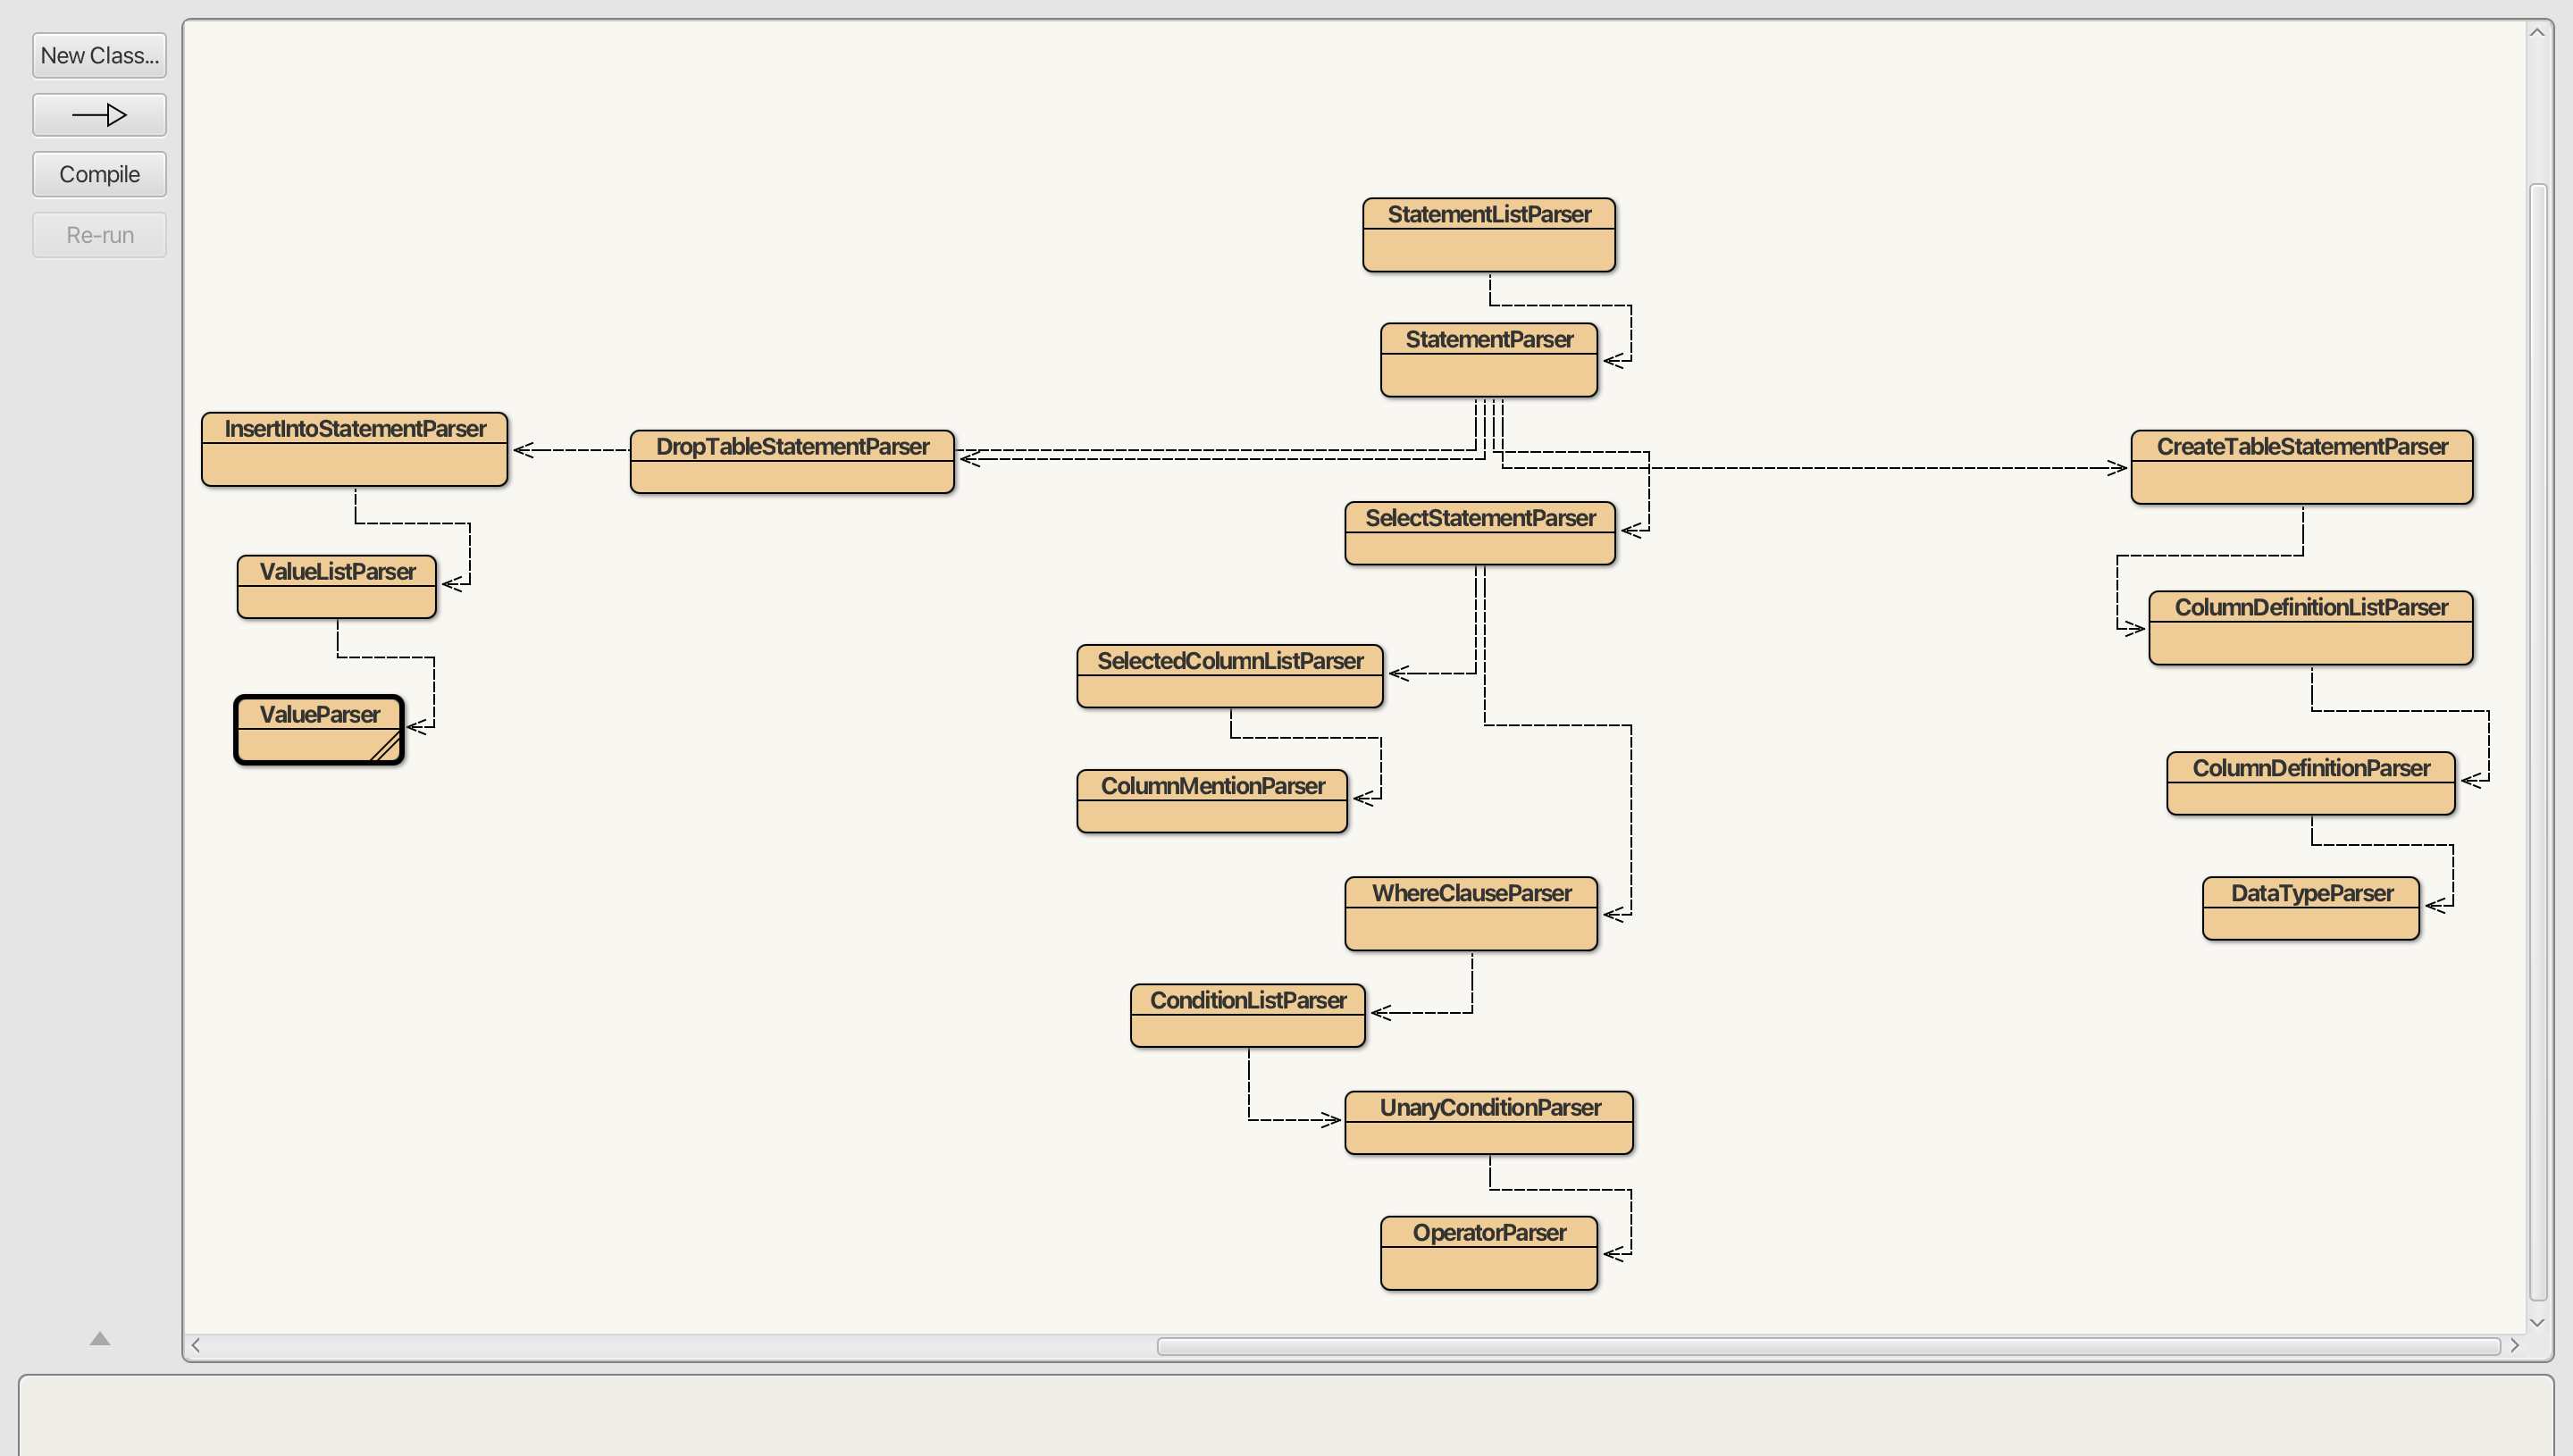 New Class...
Compile
Re-run
StatementListParser
StatementParser
InsertIntoStatementParser
DropTableStatementParser
CreateTableStatementParser
SelectStatementParser
ValueListParser
ColumnDefinitionListParser
SelectedColumnListParser
ValueParser
ColumnDefinitionParser
ColumnMentionParser
WhereClauseParser
DataTypeParser
ConditionListParser
UnaryConditionParser
OperatorParser